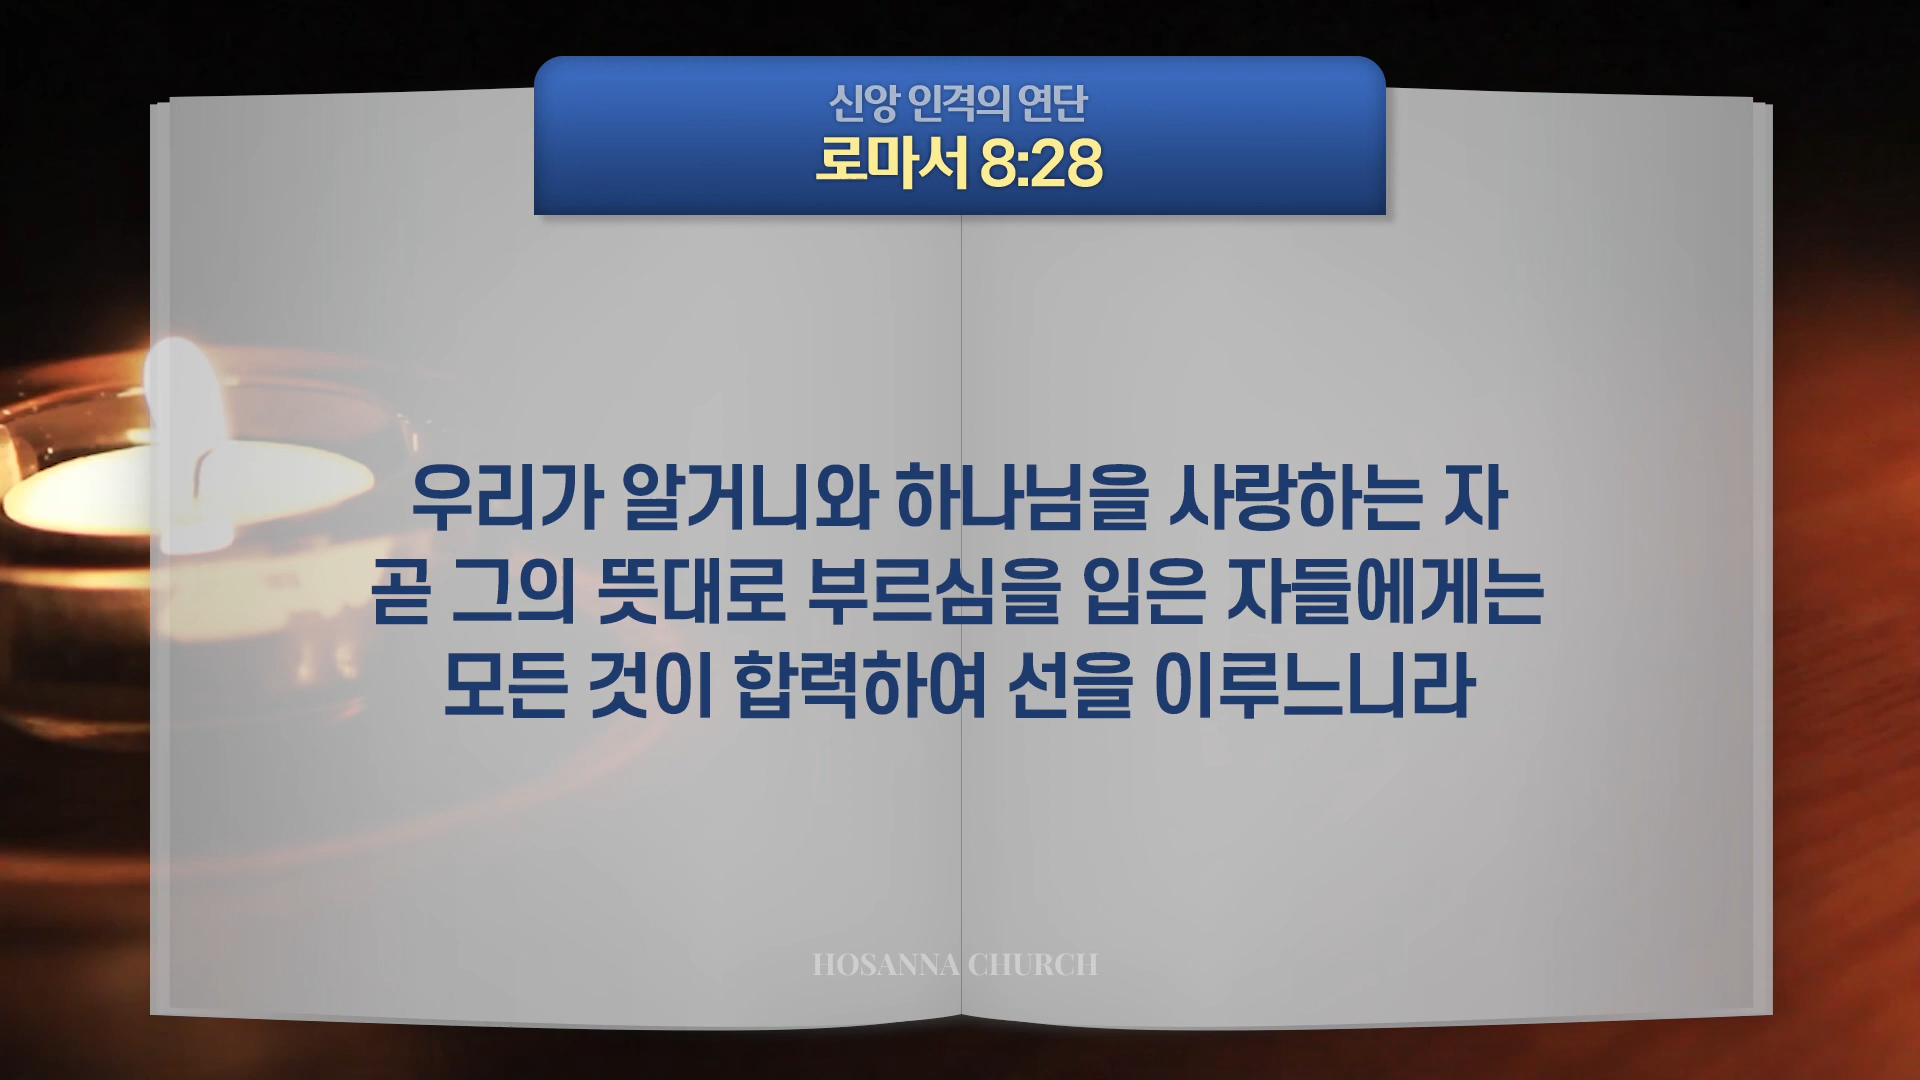 신앙 인격의 연단
로마서 8:28
우리가 알거니와 하나님을 사랑하는 자
곧 그의 뜻대로 부르심을 입은 자들에게는
모든 것이 합력하여 선을 이루느니라
HOSANNA CHURCH